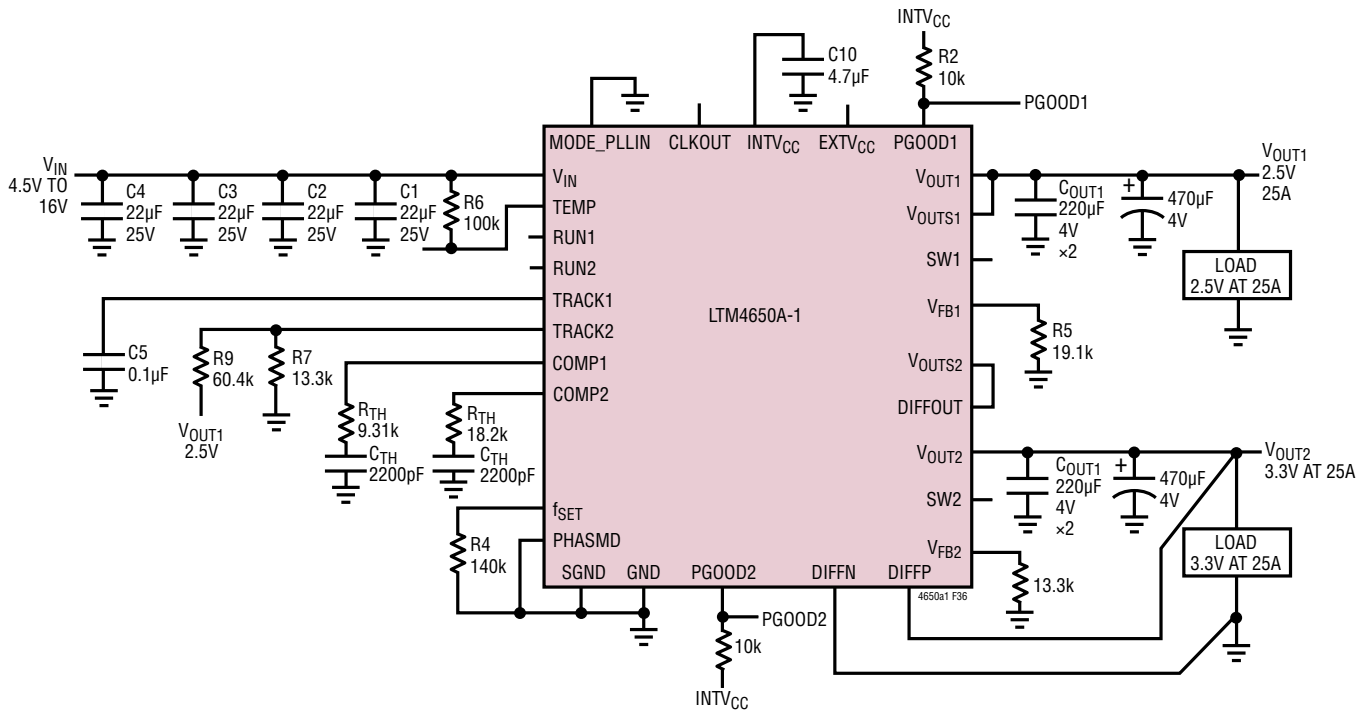 INTVCC
R2
10k
PGOOD1
C10
4.7µF
MODE_PLLIN
CLKOUT
INTVCC
EXTVCC
PGOOD1
VIN
4.5V TO
16V
C4
22µF
25V
C3
22µF
25V
C2
22µF
25V
C1
22µF
25V
R6
100k
VIN
TEMP
RUN1
RUN2
TRACK1
TRACK2
COMP1
COMP2
fSET
PHASMD
SGND
GND
PGOOD2
DIFFN
DIFFP
LTM4650A-1
VOUT1
VOUTS1
SW1
VFB1
VOUTS2
DIFFOUT
VOUT2
SW2
VFB2
COUT1
220µF
4V
×2
+
470µF
4V
VOUT1
2.5V
25A
LOAD
2.5V AT 25A
R5
19.1k
C5
0.1µF
R9
60.4k
R7
13.3k
VOUT1
2.5V
RTH
9.31k
CTH
2200pF
RTH
18.2k
CTH
2200pF
R4
140k
COUT1
220µF
4V
×2
+
470µF
4V
VOUT2
3.3V AT 25A
LOAD
3.3V AT 25A
13.3k
4650a1 F36
PGOOD2
10k
INTVCC